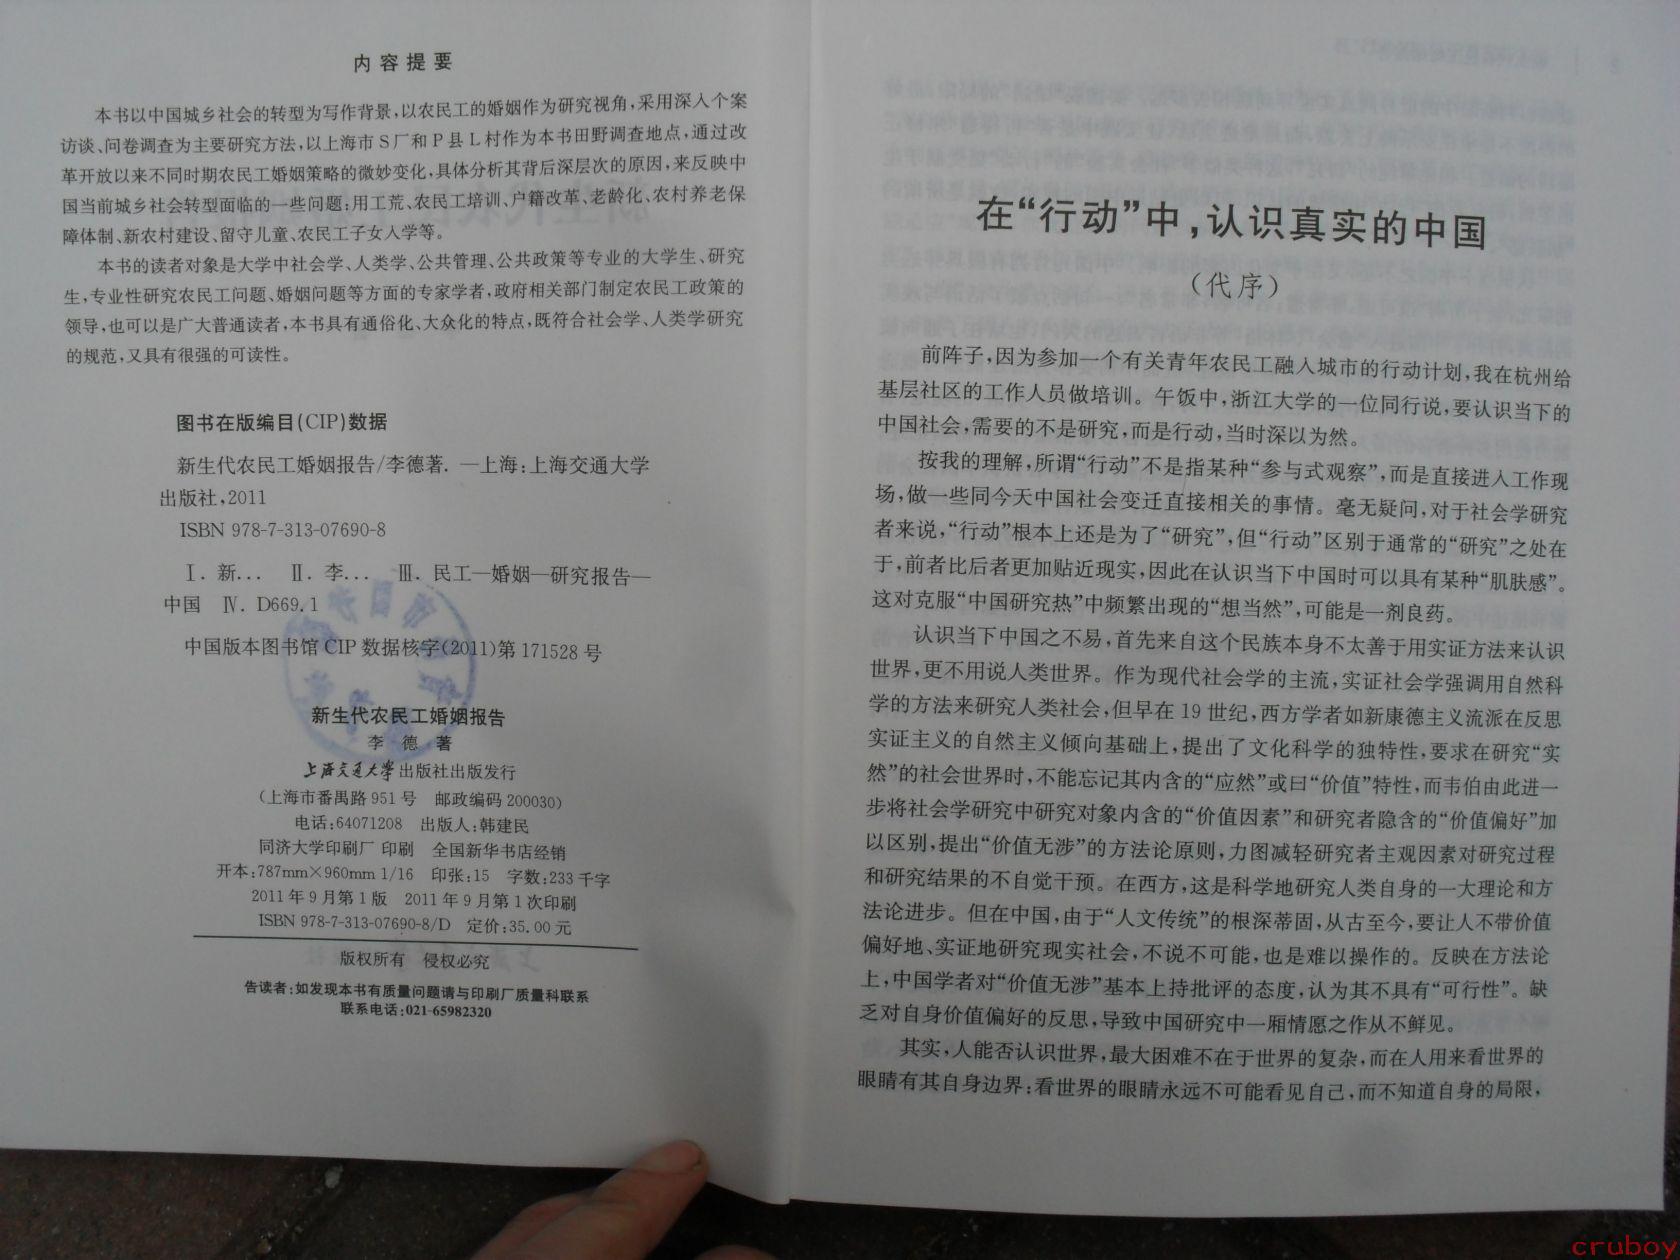 内容提要
本书以中国城乡社会的转型为写作背景,以农民工的婚姻作为研究视角,采用深入个案
访谈、问卷调查为主要研究方法,以上海市S厂和P县L村作为本书田野调查地点,通过改
革开放以来不同时期农民工婚姻策略的微妙变化,具体分析其背后深层次的原因,来反映中
国当前城乡社会转型面临的一些问题:用工荒、农民工培训、户籍改革、老龄化、农村养老保
障体制、新农村建设、留守儿童、农民工子女入学等。
本书的读者对象是大学中社会学、人类学、公共管理、公共政策等专业的大学生、研究
生,专业性研究农民工问题、婚姻问题等方面的专家学者,政府相关部门制定农民工政策的
领导,也可以是广大普通读者,本书具有通俗化、大众化的特点,既符合社会学、人类学研究
的规范,又具有很强的可读性。
图书在版编目(CIP)数据
新生代农民工婚姻报告/李德著. —上海:上海交通大学
出版社,2011
ISBN 978-7-313-07690-8
Ⅰ. 新… Ⅱ. 李… Ⅲ. 民工—婚姻—研究报告—
中国 Ⅳ. D669.1
中国版本图书馆CIP数据核字(2011)第171528号
新生代农民工婚姻报告
李 德 著
上海交通大学出版社出版发行
(上海市番禺路951号 邮政编码200030)
电话:64071208 出版人:韩建民
同济大学印刷厂 印刷 全国新华书店经销
开本:787mm×960mm 1/16 印张:15 字数:233千字
2011年9月第1版 2011年9月第1次印刷
ISBN 978-7-313-07690-8/D 定价:35.00元
版权所有 侵权必究
告读者:如发现本书有质量问题请与印刷厂质量科联系
联系电话:021-65982320
在“行动”中,认识真实的中国
(代序)
前阵子,因为参加一个有关青年农民工融入城市的行动计划,我在杭州给
基层社区的工作人员做培训。午饭中,浙江大学的一位同行说,要认识当下的
中国社会,需要的不是研究,而是行动,当时深以为然。
按我的理解,所谓“行动”不是指某种“参与式观察”,而是直接进入工作现
场,做一些同今天中国社会变迁直接相关的事情。毫无疑问,对于社会学研究
者来说,“行动”根本上还是为了“研究”,但“行动”区别于通常的“研究”之处在
于,前者比后者更加贴近现实,因此在认识当下中国时可以具有某种“肌肤感”。
这对克服“中国研究热”中频繁出现的“想当然”,可能是一剂良药。
认识当下中国之不易,首先来自这个民族本身不太善于用实证方法来认识
世界,更不用说人类世界。作为现代社会学的主流,实证社会学强调用自然科
学的方法来研究人类社会,但早在19世纪,西方学者如新康德主义流派在反思
实证主义的自然主义倾向基础上,提出了文化科学的独特性,要求在研究“实
然”的社会世界时,不能忘记其内含的“应然”或曰“价值”特性,而韦伯由此进一
步将社会学研究中研究对象内含的“价值因素”和研究者隐含的“价值偏好”加
以区别,提出“价值无涉”的方法论原则,力图减轻研究者主观因素对研究过程
和研究结果的不自觉干预。在西方,这是科学地研究人类自身的一大理论和方
法论进步。但在中国,由于“人文传统”的根深蒂固,从古至今,要让人不带价值
偏好地、实证地研究现实社会,不说不可能,也是难以操作的。反映在方法论
上,中国学者对“价值无涉”基本上持批评的态度,认为其不具有“可行性”。缺
乏对自身价值偏好的反思,导致中国研究中一厢情愿之作从不鲜见。
其实,人能否认识世界,最大困难不在于世界的复杂,而在人用来看世界的
眼睛有其自身边界:看世界的眼睛永远不可能看见自己,而不知道自身的局限,
cruboy